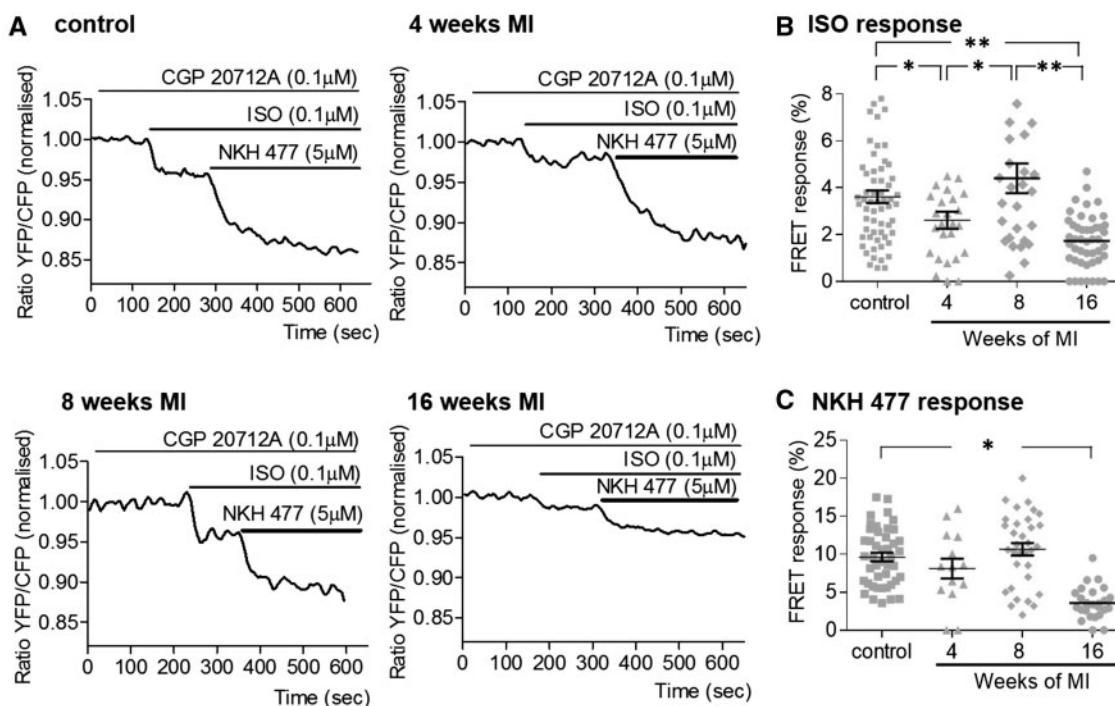 A
control
CGP 20712A (0.1μM)
ISO (0.1μM)
NKH 477 (5μM)
Ratio YFP/CFP (normalised)
1.05
1.00
0.95
0.90
0.85
0 100 200 300 400 500 600
Time (sec)
4 weeks MI
CGP 20712A (0.1μM)
ISO (0.1μM)
NKH 477 (5μM)
Ratio YFP/CFP (normalised)
1.05
1.00
0.95
0.90
0.85
0 100 200 300 400 500 600
Time (sec)
B ISO response
**
* * **
FRET response (%)
8
6
4
2
0
control 4 8 16
Weeks of MI
8 weeks MI
CGP 20712A (0.1μM)
ISO (0.1μM)
NKH 477 (5μM)
Ratio YFP/CFP (normalised)
1.05
1.00
0.95
0.90
0.85
0 100 200 300 400 500 600
Time (sec)
16 weeks MI
CGP 20712A (0.1μM)
ISO (0.1μM)
NKH 477 (5μM)
Ratio YFP/CFP (normalised)
1.05
1.00
0.95
0.90
0.85
0 100 200 300 400 500 600
Time (sec)
C NKH 477 response
*
FRET response (%)
25
20
15
10
5
0
control 4 8 16
Weeks of MI